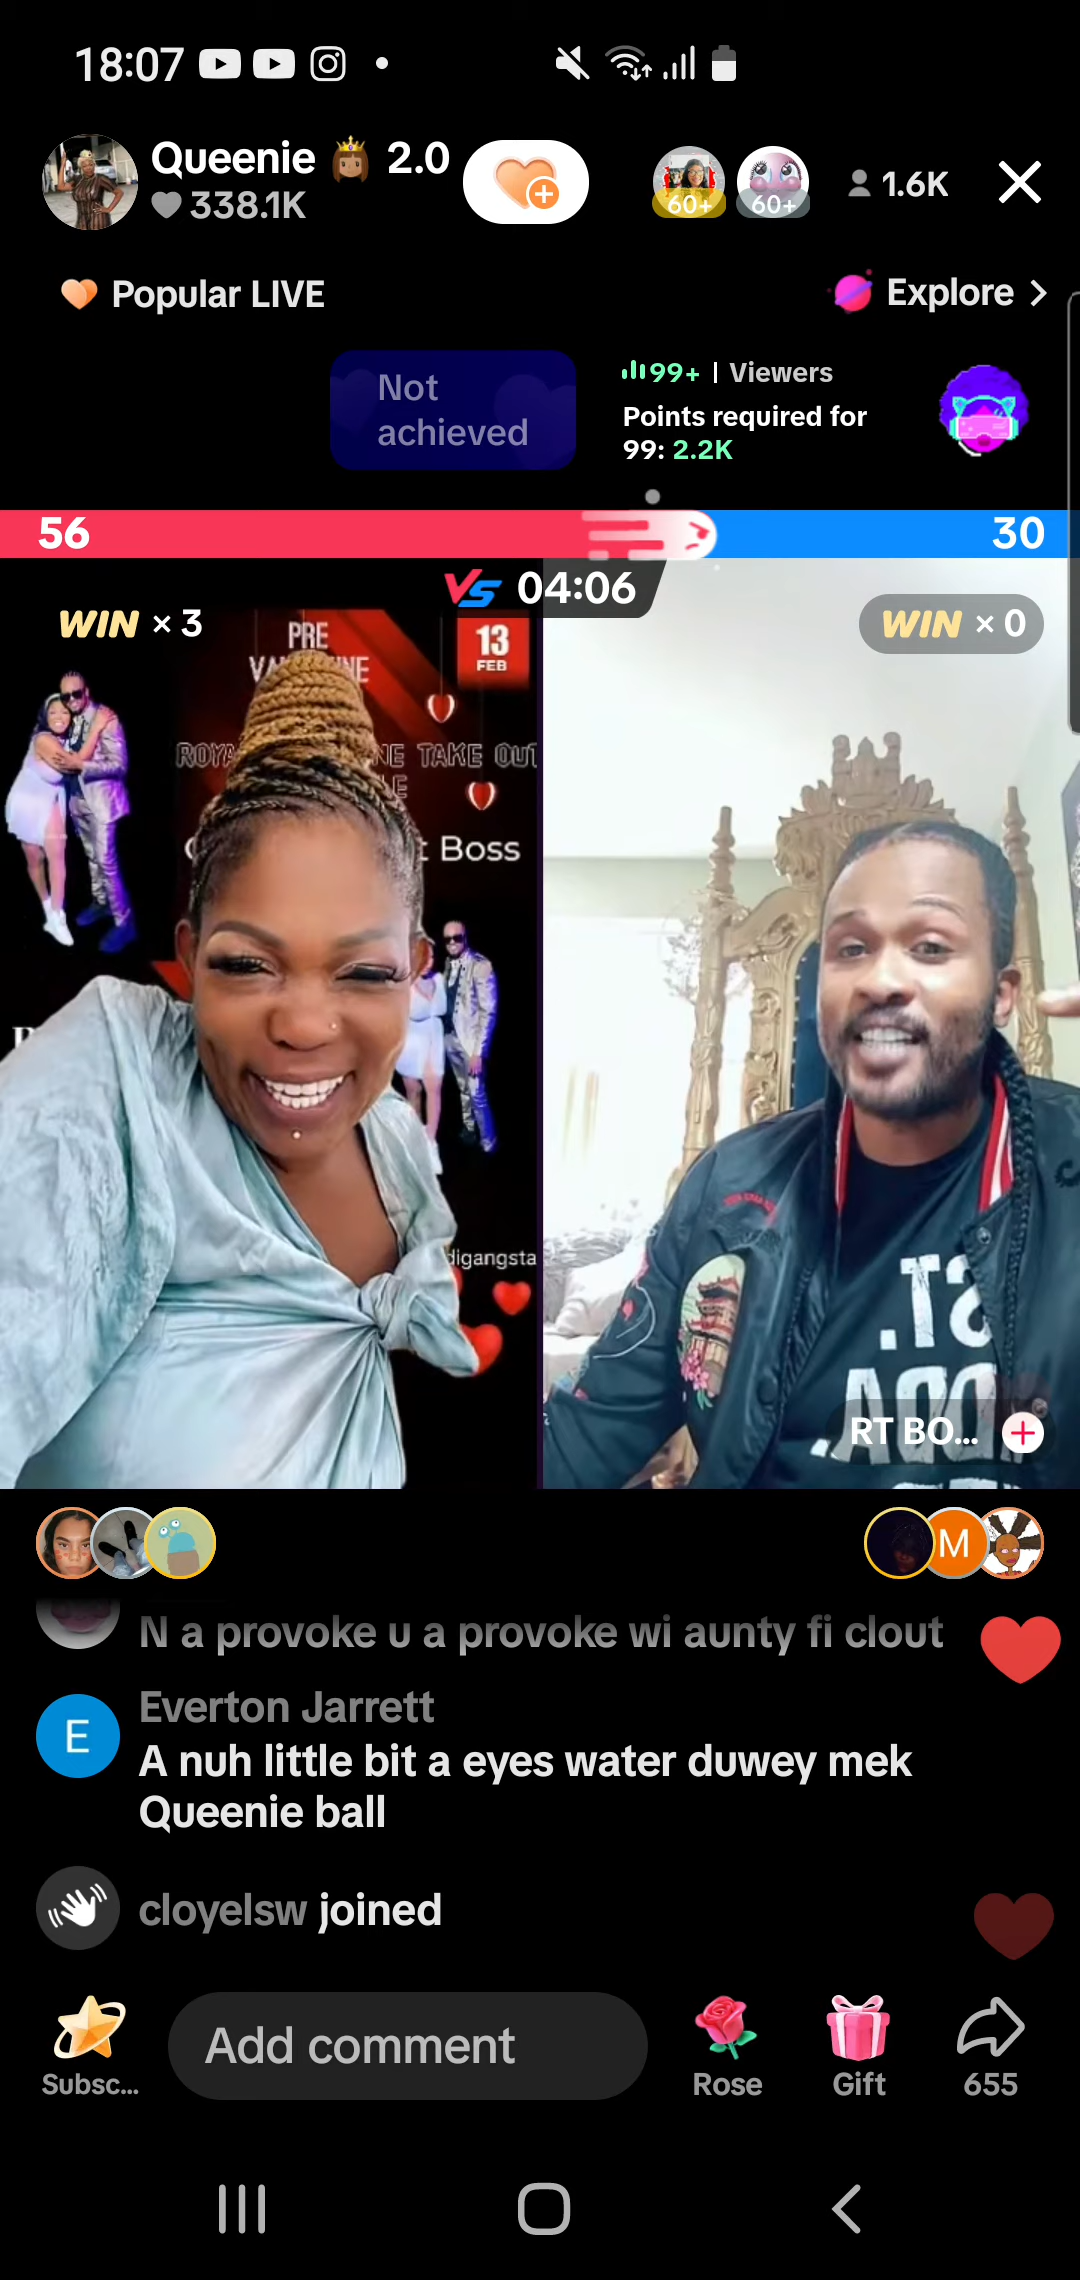 18:07
Queenie 2.0
338.1K
60+
60+
1.6K
Popular LIVE
Explore
Not
achieved
99+ | Viewers
Points required for
99: 2.2K
56
30
VS 04:06
WIN × 3
WIN × 0
PRE
13
FEB
TAKE OUT
Boss
digangsta
ST.
RT BO...
M
N a provoke u a provoke wi aunty fi clout
E
Everton Jarrett
A nuh little bit a eyes water duwey mek
Queenie ball
cloyelsw joined
Add comment
Subsc...
Rose
Gift
655